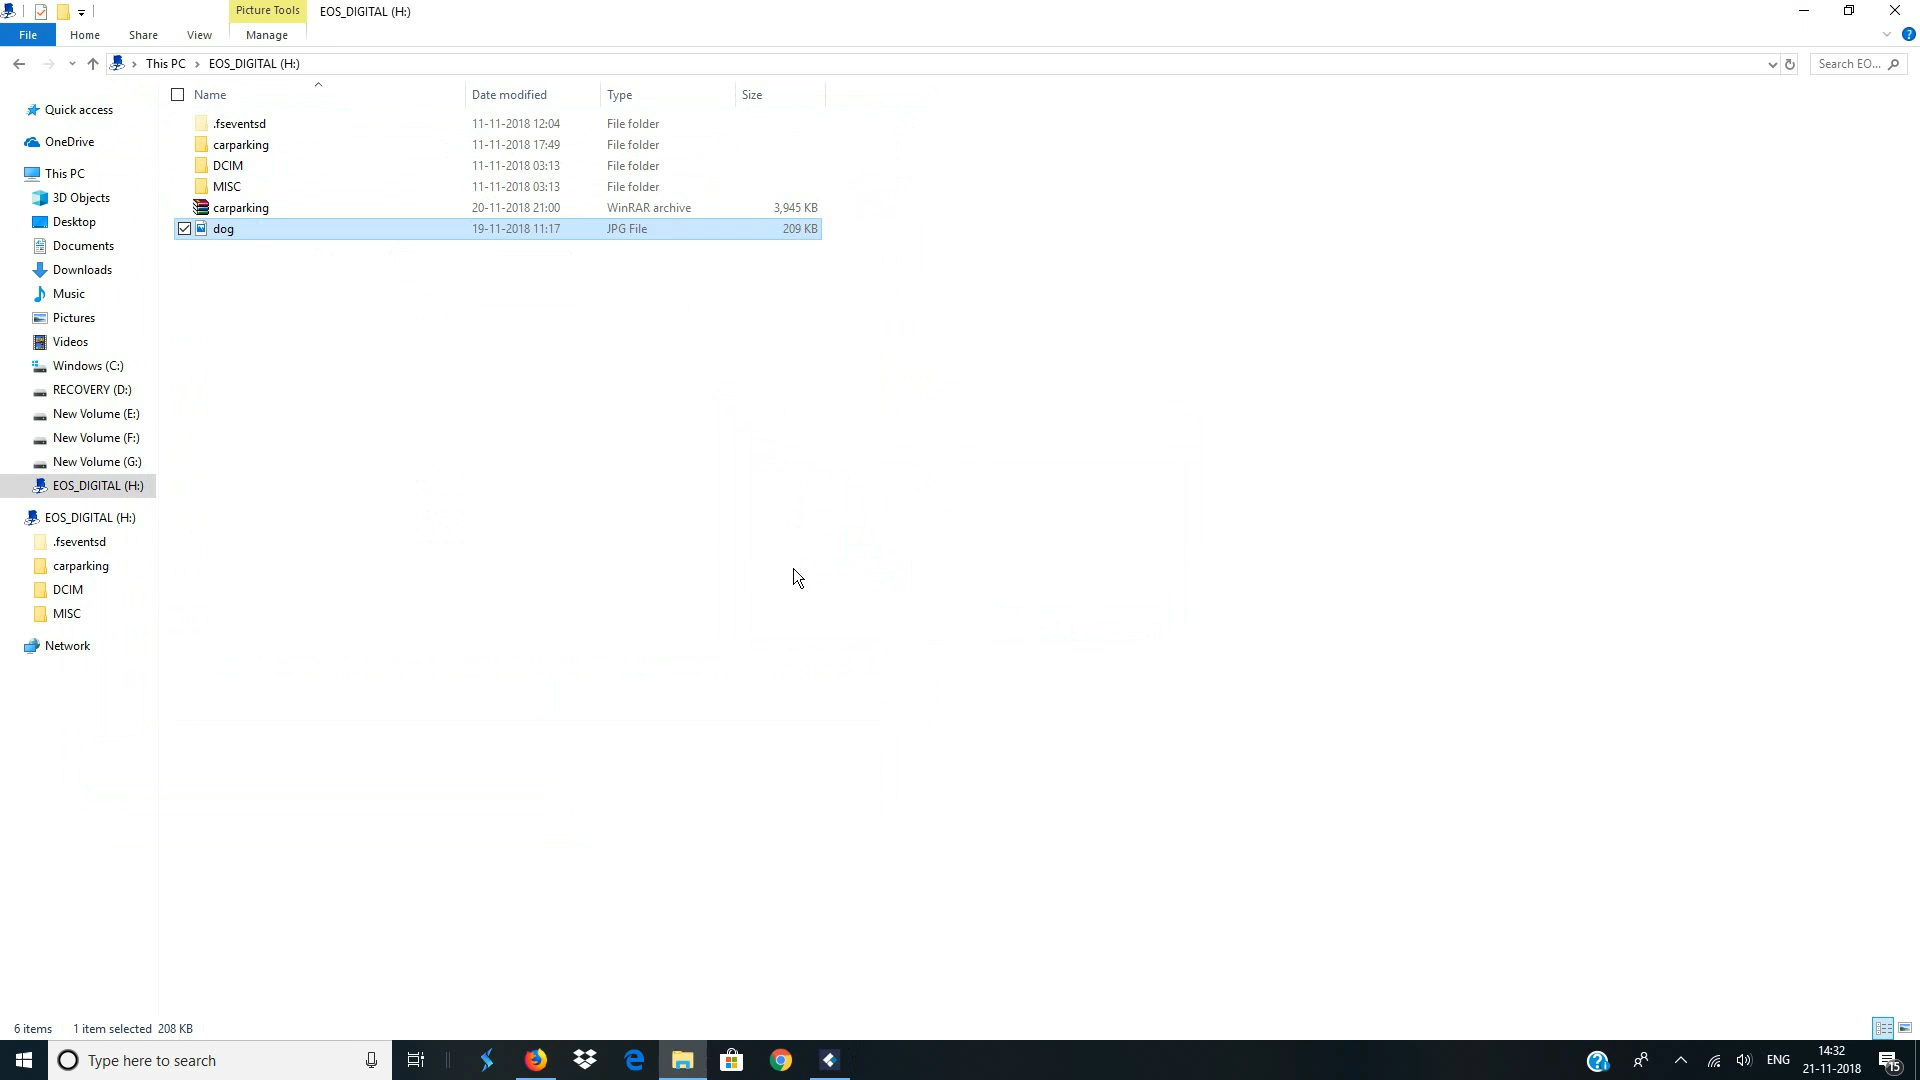 Picture Tools EOS_DIGITAL (H:)
File Home Share View Manage
This PC EOS_DIGITAL (H:) Search EO...
Name Date modified Type Size
.fseventsd 11-11-2018 12:04 File folder
carparking 11-11-2018 17:49 File folder
DCIM 11-11-2018 03:13 File folder
MISC 11-11-2018 03:13 File folder
carparking 20-11-2018 21:00 WinRAR archive 3,945 KB
dog 19-11-2018 11:17 JPG File 209 KB
Quick access
OneDrive
This PC
3D Objects
Desktop
Documents
Downloads
Music
Pictures
Videos
Windows (C:)
RECOVERY (D:)
New Volume (E:)
New Volume (F:)
New Volume (G:)
EOS_DIGITAL (H:)
EOS_DIGITAL (H:)
.fseventsd
carparking
DCIM
MISC
Network
6 items 1 item selected 208 KB
Type here to search
ENG
14:32
21-11-2018
15